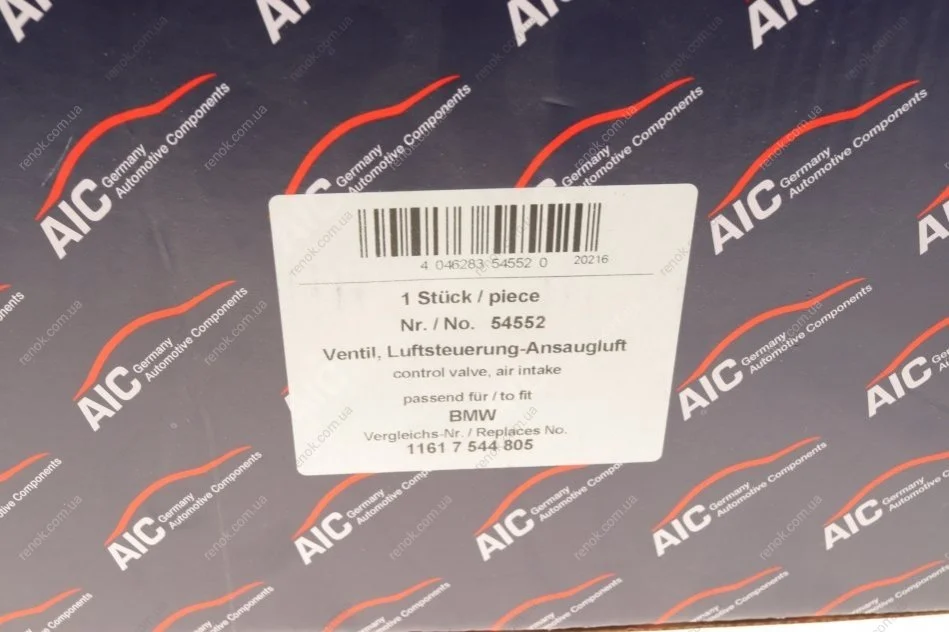 4 046283 54552 0 20216
1 Stück / piece
Nr. / No. 54552
Ventil, Luftsteuerung-Ansaugluft
control valve, air intake
passend für / to fit
BMW
Vergleichs-Nr. / Replaces No.
1161 7 544 805
AIC Germany
Automotive Components
renok.com.ua